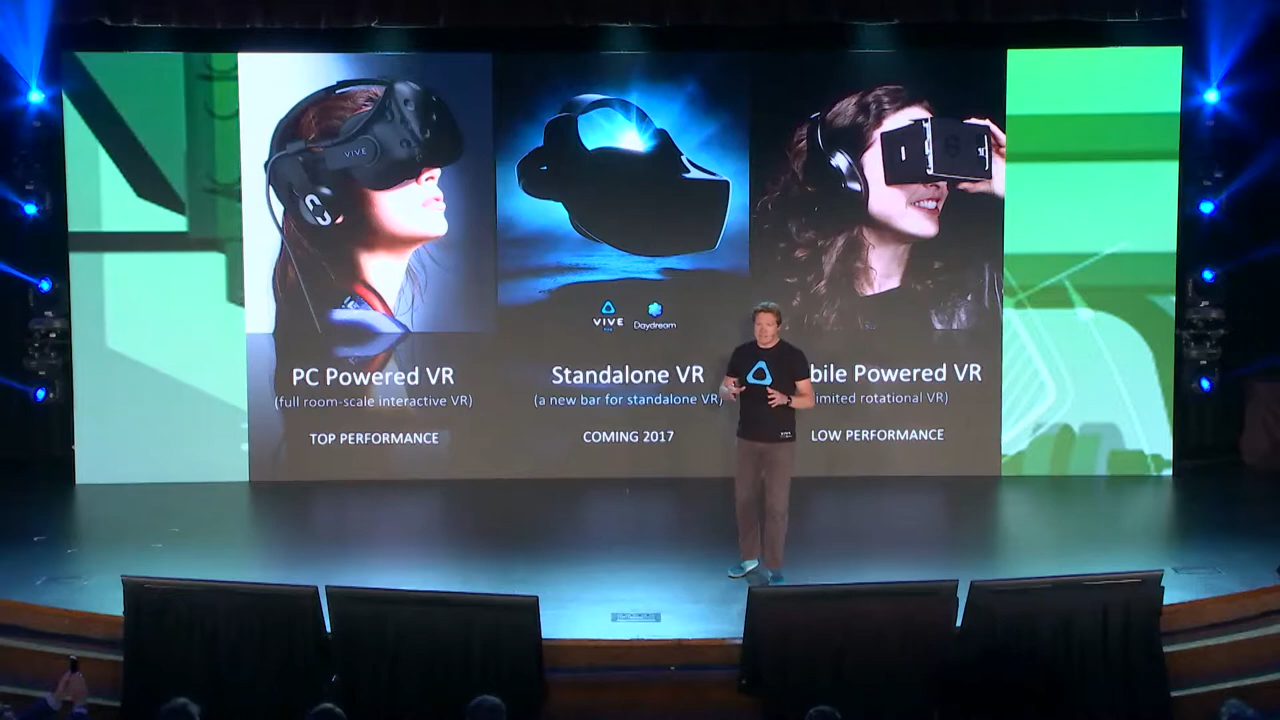 VIVE
VIVE
Daydream
PC Powered VR
(full room-scale interactive VR)
TOP PERFORMANCE
Standalone VR
(a new bar for standalone VR)
COMING 2017
bile Powered VR
imited rotational VR)
LOW PERFORMANCE